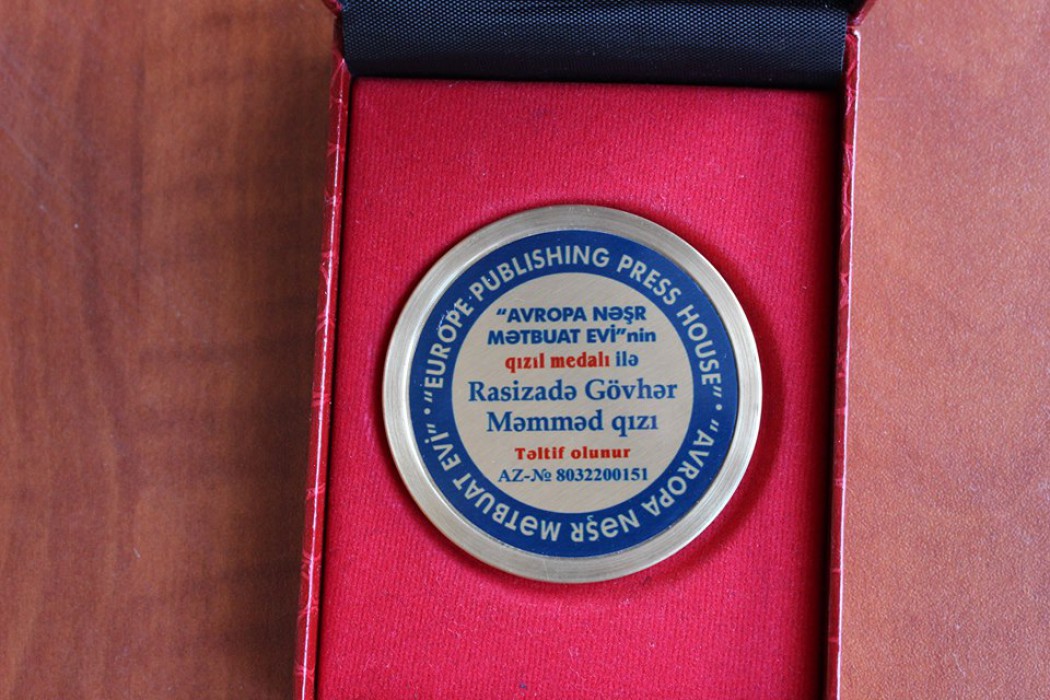 "EUROPE PUBLISHING PRESS HOUSE" • "AVROPA NƏŞR MƏTBUAT EVİ" •
"AVROPA NƏŞR
MƏTBUAT EVİ"nin
qızıl medalı ilə
Rasizadə Gövhər
Məmməd qızı
Təltif olunur
AZ-№ 8032200151